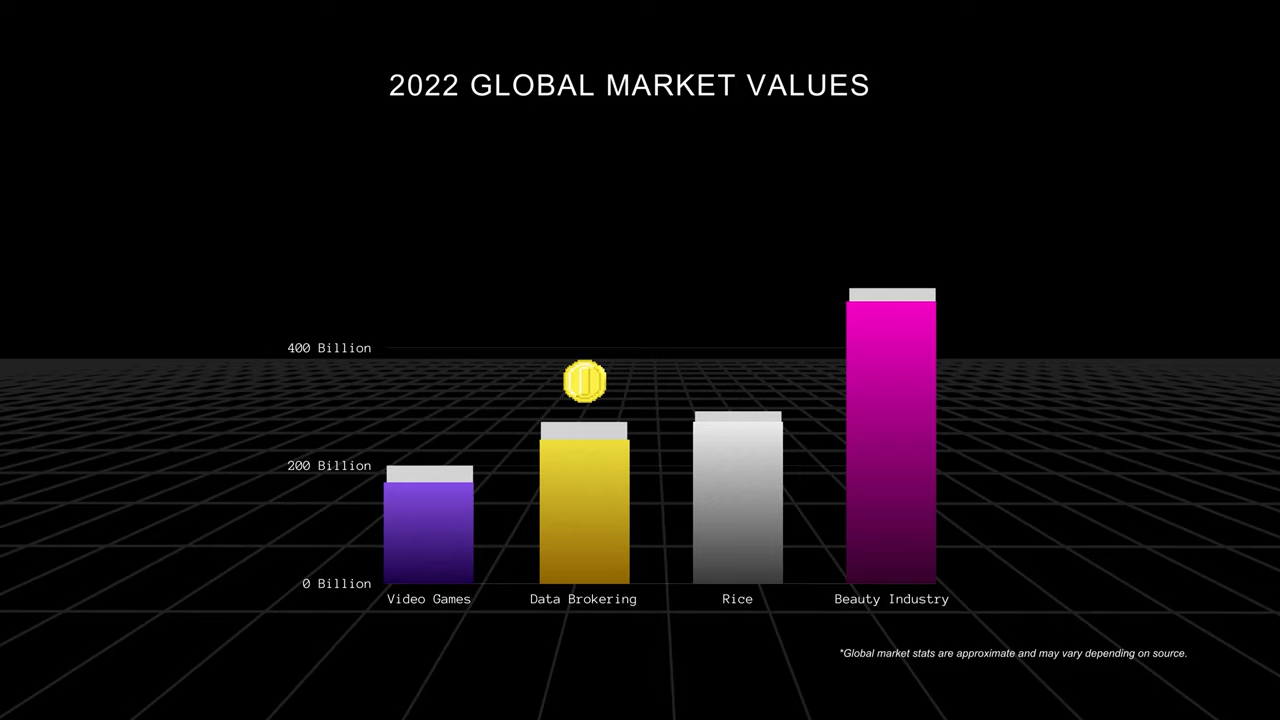 2022 GLOBAL MARKET VALUES
400 Billion
200 Billion
0 Billion
Video Games Data Brokering Rice Beauty Industry
*Global market stats are approximate and may vary depending on source.